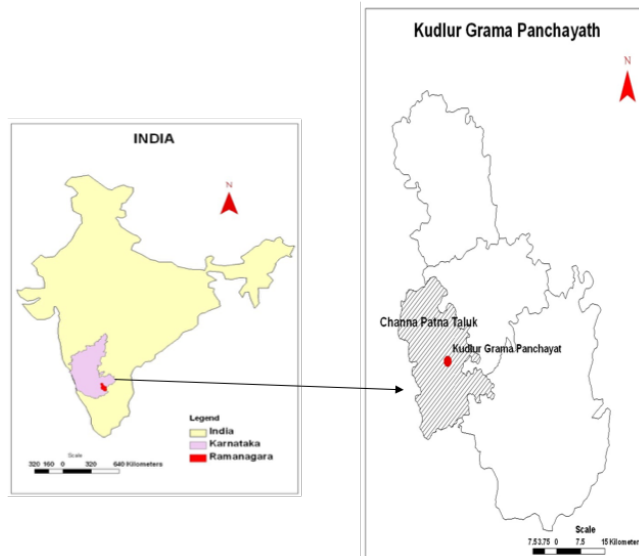 INDIA
N
Legend
India
Karnataka
Ramanagara
Scale
320 160 0 320 640 Kilometers
Kudlur Grama Panchayath
N
Channa Patna Taluk
Kudlur Grama Panchayat
Scale
7.53.75 0 7.5 15 Kilometer